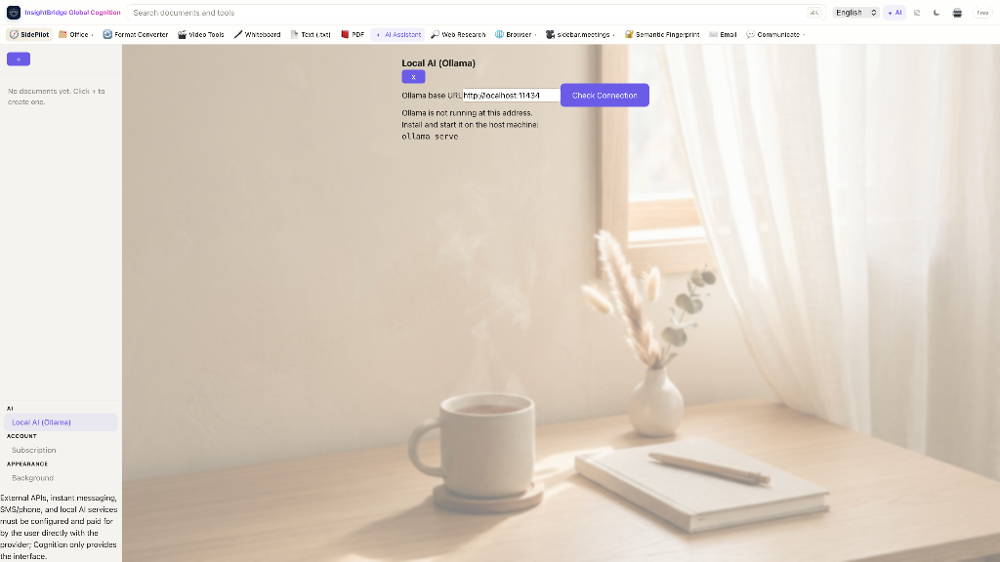 InsightBridge Global Cognition
Search documents and tools
English
+ AI
Free
SidePilot
Office
Format Converter
Video Tools
Whiteboard
Text (.txt)
PDF
AI Assistant
Web Research
Browser
sidebar.meetings
Semantic Fingerprint
Email
Communicate
+
No documents yet. Click + to
create one.
Local AI (Ollama)
X
Ollama base URL http://localhost:11434 Check Connection
Ollama is not running at this address.
Install and start it on the host machine:
ollama serve
AI
Local AI (Ollama)
ACCOUNT
Subscription
APPEARANCE
Background
External APIs, instant messaging,
SMS/phone, and local AI services
must be configured and paid for
by the user directly with the
provider; Cognition only provides
the interface.